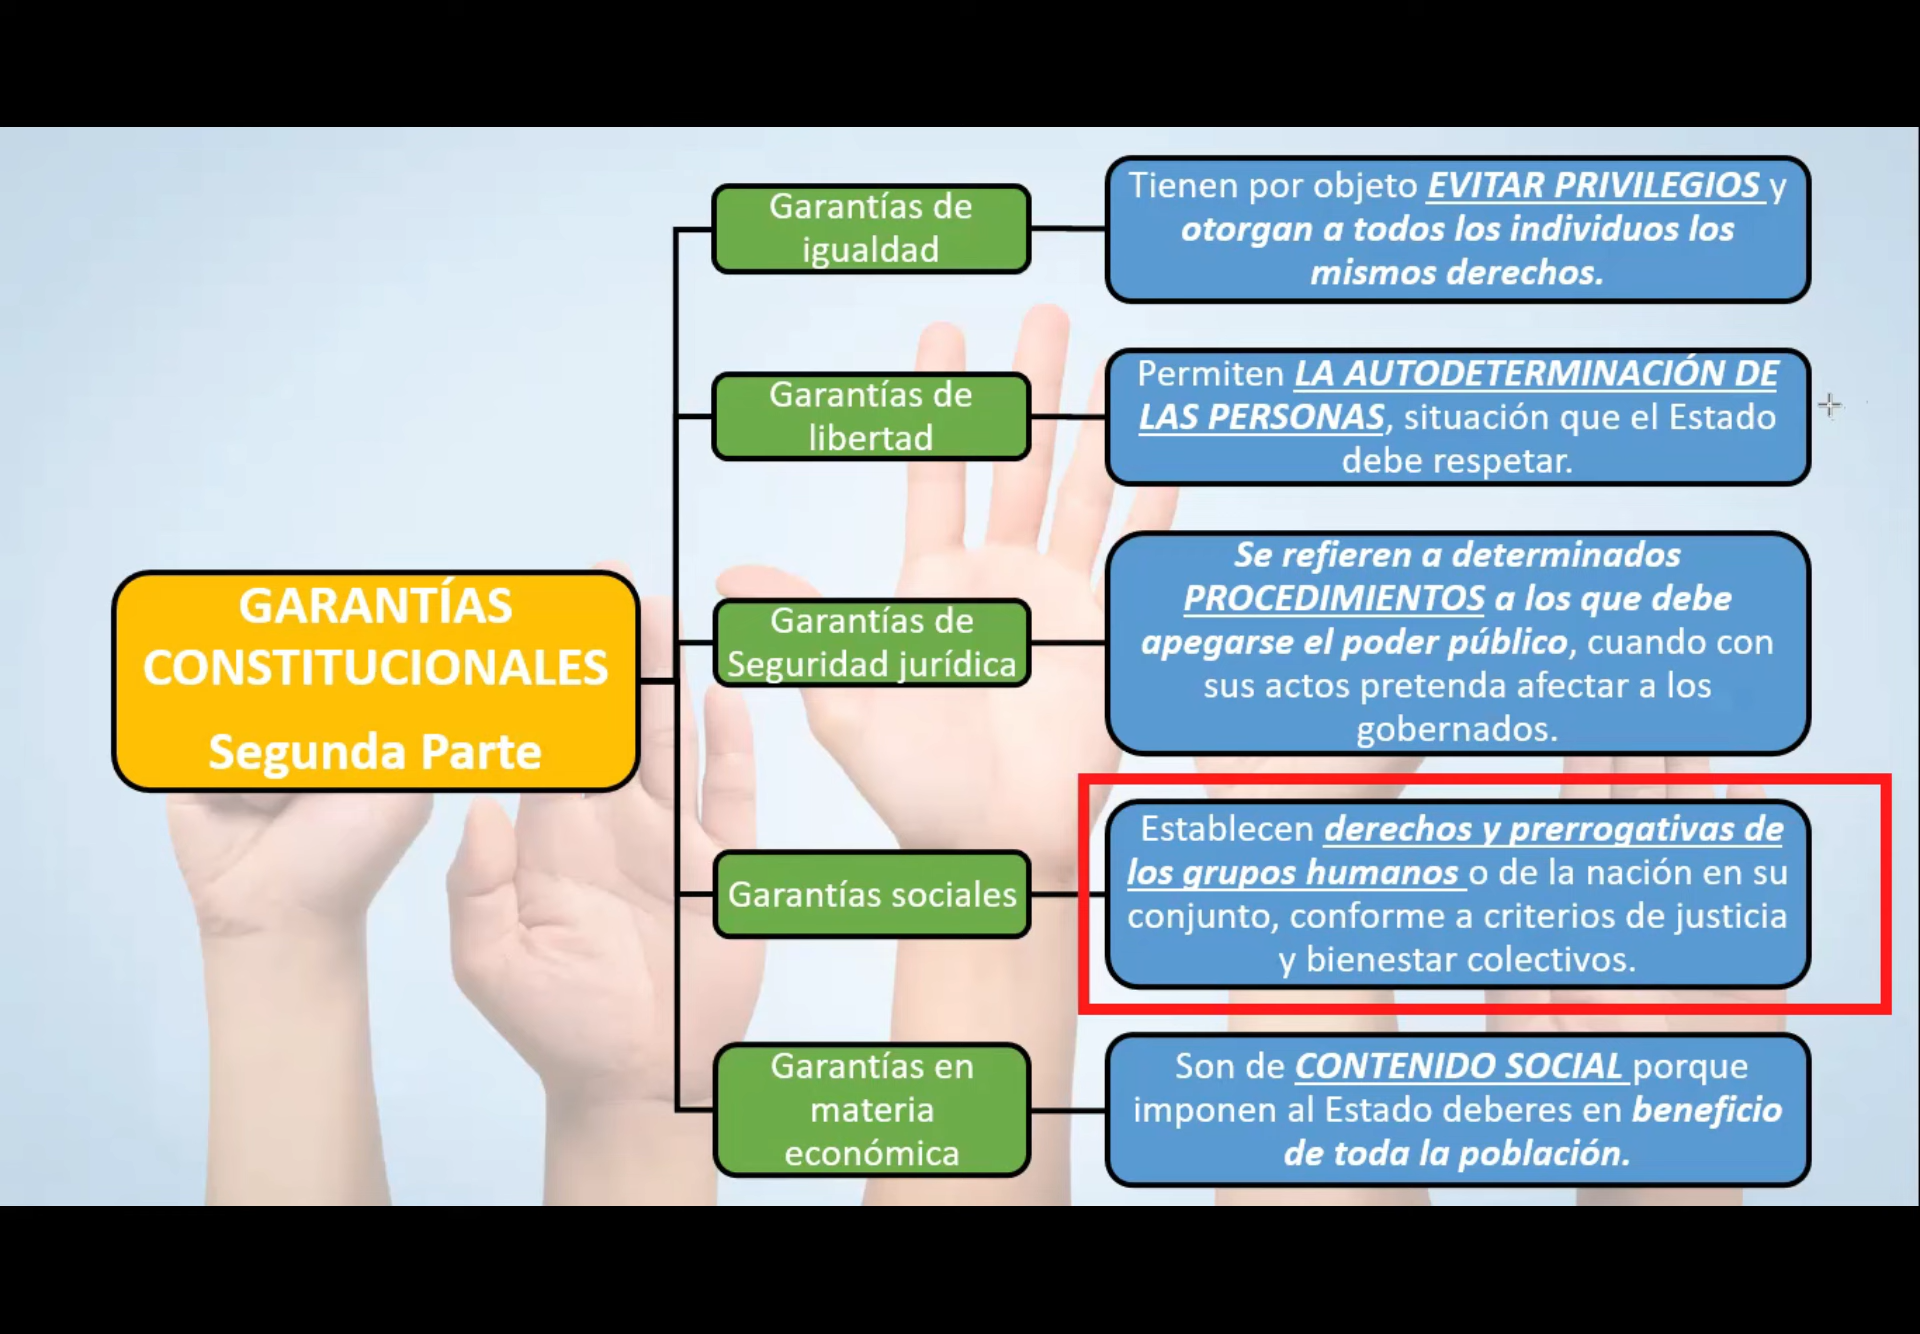 GARANTÍAS
CONSTITUCIONALES
Segunda Parte
Garantías de
igualdad
Tienen por objeto EVITAR PRIVILEGIOS y
otorgan a todos los individuos los
mismos derechos.
Garantías de
libertad
Permiten LA AUTODETERMINACIÓN DE
LAS PERSONAS, situación que el Estado
debe respetar.
Garantías de
Seguridad jurídica
Se refieren a determinados
PROCEDIMIENTOS a los que debe
apegarse el poder público, cuando con
sus actos pretenda afectar a los
gobernados.
Garantías sociales
Establecen derechos y prerrogativas de
los grupos humanos o de la nación en su
conjunto, conforme a criterios de justicia
y bienestar colectivos.
Garantías en
materia
económica
Son de CONTENIDO SOCIAL porque
imponen al Estado deberes en beneficio
de toda la población.